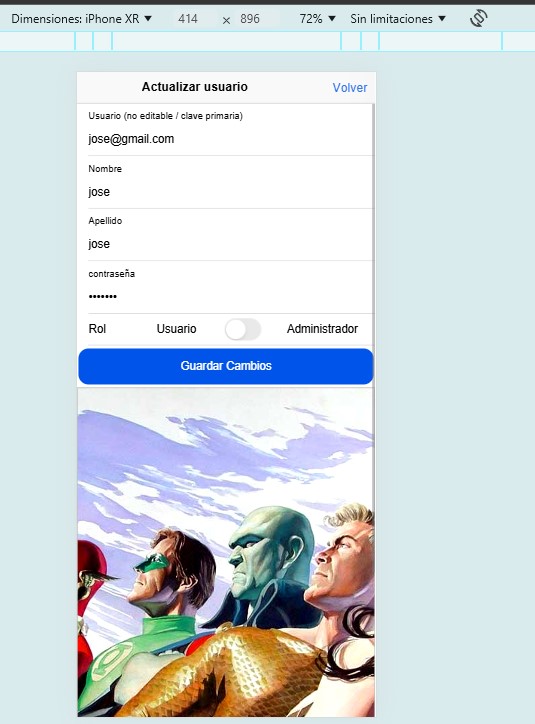 Dimensiones: iPhone XR ▼ 414 × 896 72% ▼ Sin limitaciones ▼
Actualizar usuario Volver
Usuario (no editable / clave primaria)
jose@gmail.com
Nombre
jose
Apellido
jose
contraseña
•••••••
Rol Usuario Administrador
Guardar Cambios